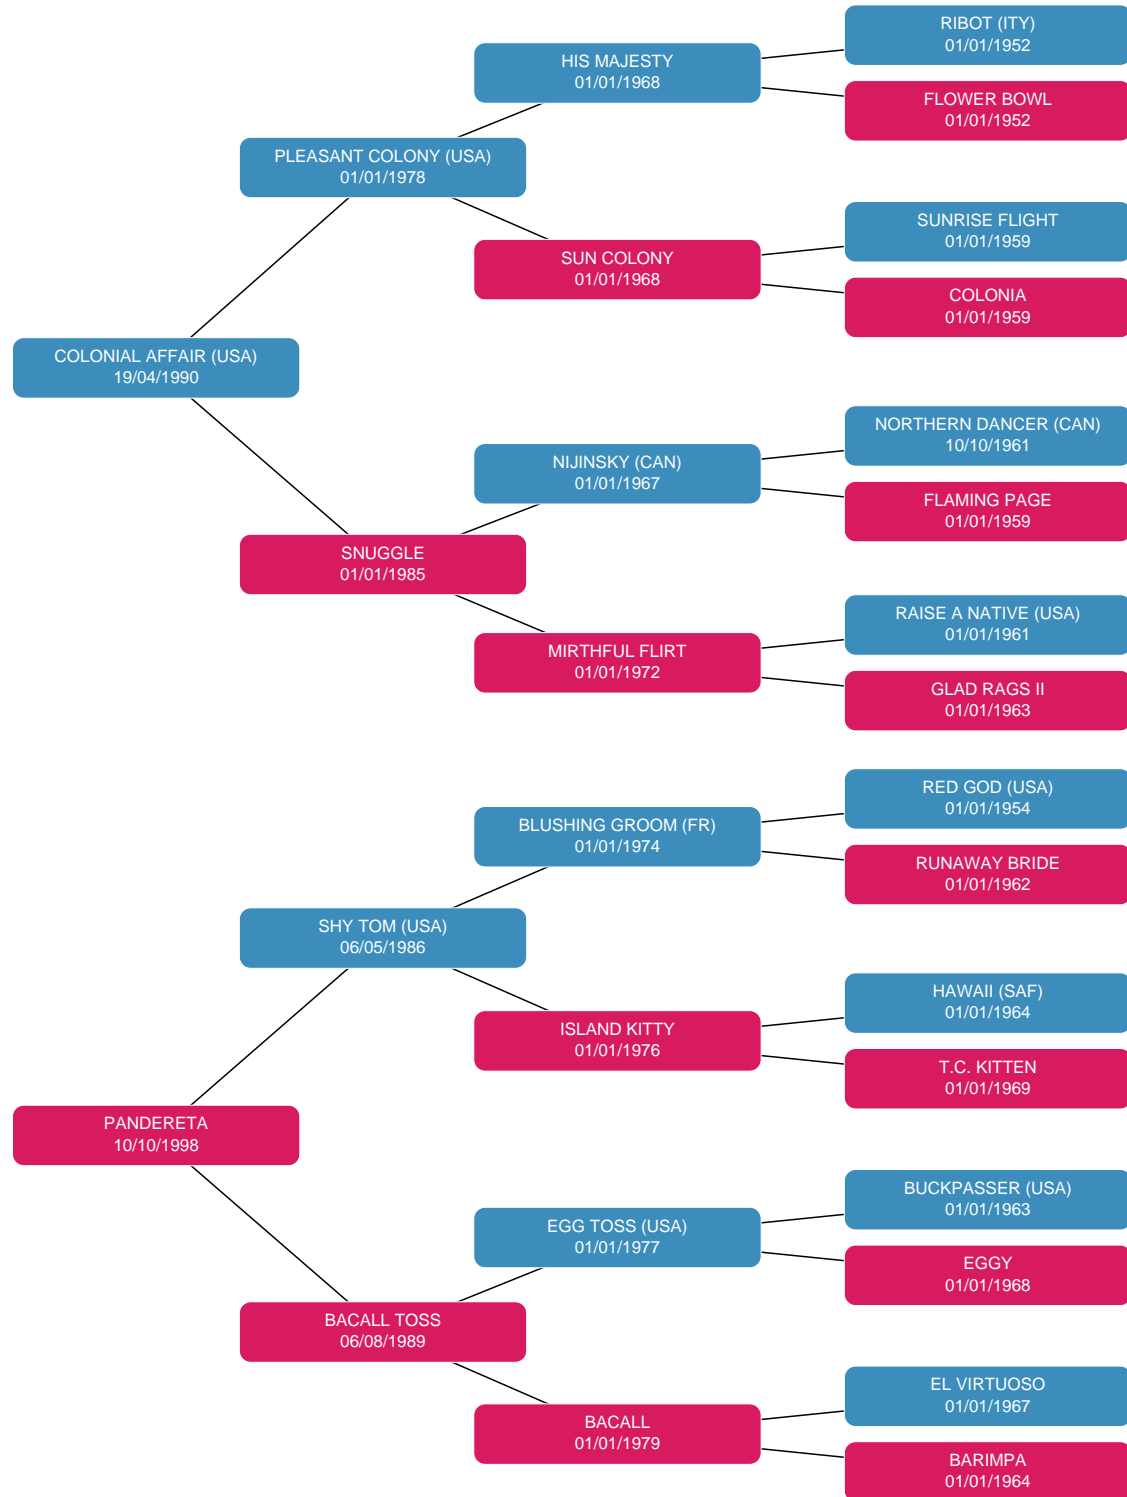 RIBOT (ITY)
01/01/1952
HIS MAJESTY
01/01/1968
FLOWER BOWL
01/01/1952
PLEASANT COLONY (USA)
01/01/1978
SUNRISE FLIGHT
01/01/1959
SUN COLONY
01/01/1968
COLONIA
01/01/1959
COLONIAL AFFAIR (USA)
19/04/1990
NORTHERN DANCER (CAN)
10/10/1961
NIJINSKY (CAN)
01/01/1967
FLAMING PAGE
01/01/1959
SNUGGLE
01/01/1985
RAISE A NATIVE (USA)
01/01/1961
MIRTHFUL FLIRT
01/01/1972
GLAD RAGS II
01/01/1963
RED GOD (USA)
01/01/1954
BLUSHING GROOM (FR)
01/01/1974
RUNAWAY BRIDE
01/01/1962
SHY TOM (USA)
06/05/1986
HAWAII (SAF)
01/01/1964
ISLAND KITTY
01/01/1976
T.C. KITTEN
01/01/1969
PANDERETA
10/10/1998
BUCKPASSER (USA)
01/01/1963
EGG TOSS (USA)
01/01/1977
EGGY
01/01/1968
BACALL TOSS
06/08/1989
EL VIRTUOSO
01/01/1967
BACALL
01/01/1979
BARIMPA
01/01/1964